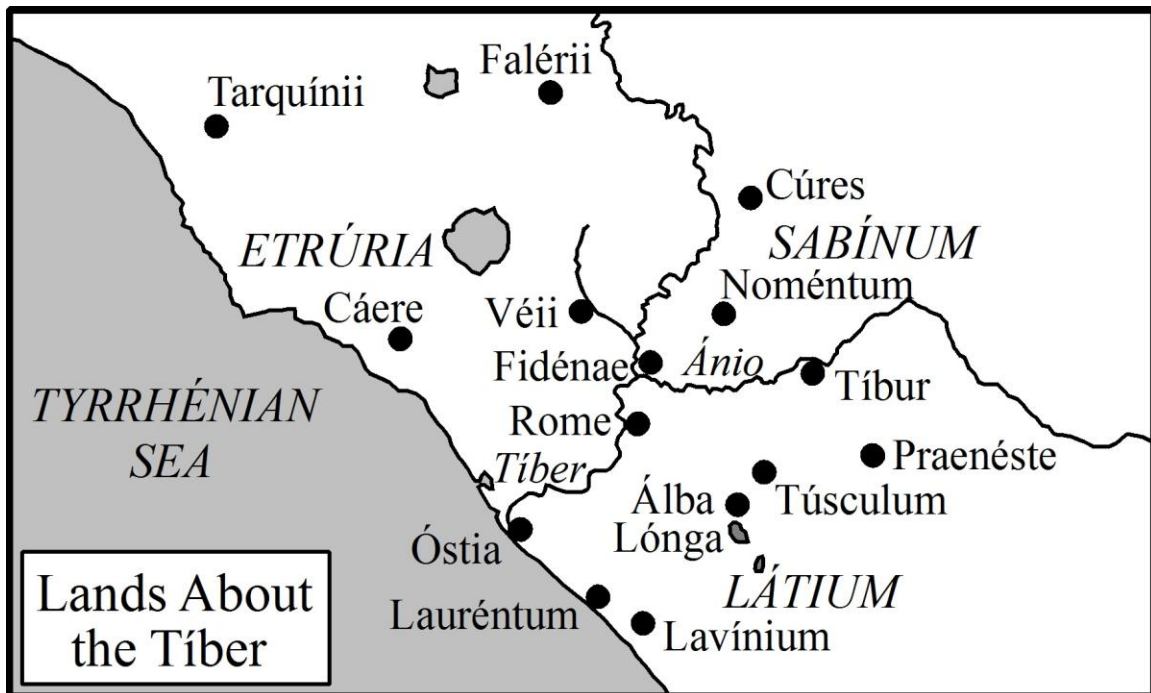 Falérii
Tarquínii
Cúres
ETRÚRIA
SABÍNUM
Noméntum
Cáere
Véii
Fidénae
Ánio
Tíbur
TYRRHÉNIAN
SEA
Rome
Tíber
Praenéste
Álba
Lónga
Túsculum
Óstia
LÁTIUM
Lauréntum
Lavínium
Lands About
the Tíber